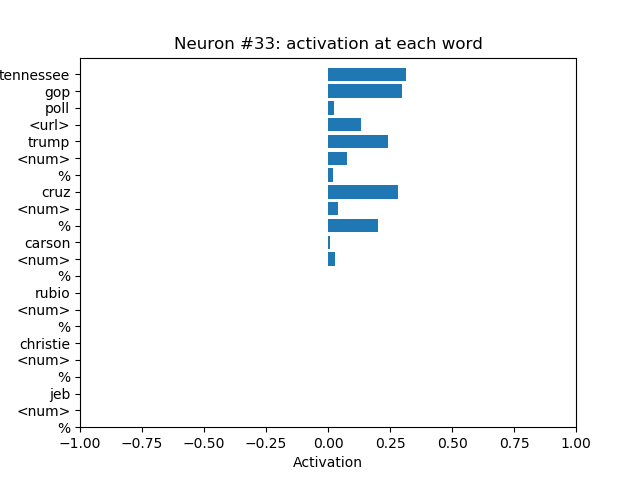 Neuron #33: activation at each word
tennessee
gop
poll
<url>
trump
<num>
%
cruz
<num>
%
carson
<num>
%
rubio
<num>
%
christie
<num>
%
jeb
<num>
%
−1.00 −0.75 −0.50 −0.25 0.00 0.25 0.50 0.75 1.00
Activation